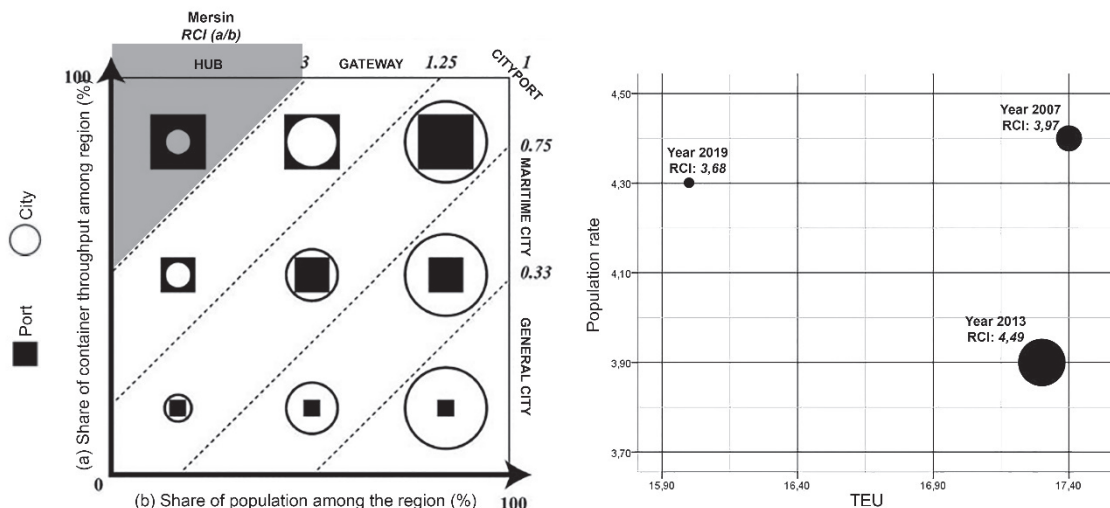 Mersin
RCI (a/b)
HUB
3
GATEWAY
1.25
CITYPORT
1
100
0.75
MARITIME CITY
0.33
GENERAL CITY
City
Port
(a) Share of container throughput among region (%)
0
(b) Share of population among the region (%)
100
4,50
4,30
4,10
3,90
3,70
Population rate
Year 2007
RCI: 3,97
Year 2019
RCI: 3,68
Year 2013
RCI: 4,49
15,90
16,40
16,90
17,40
TEU